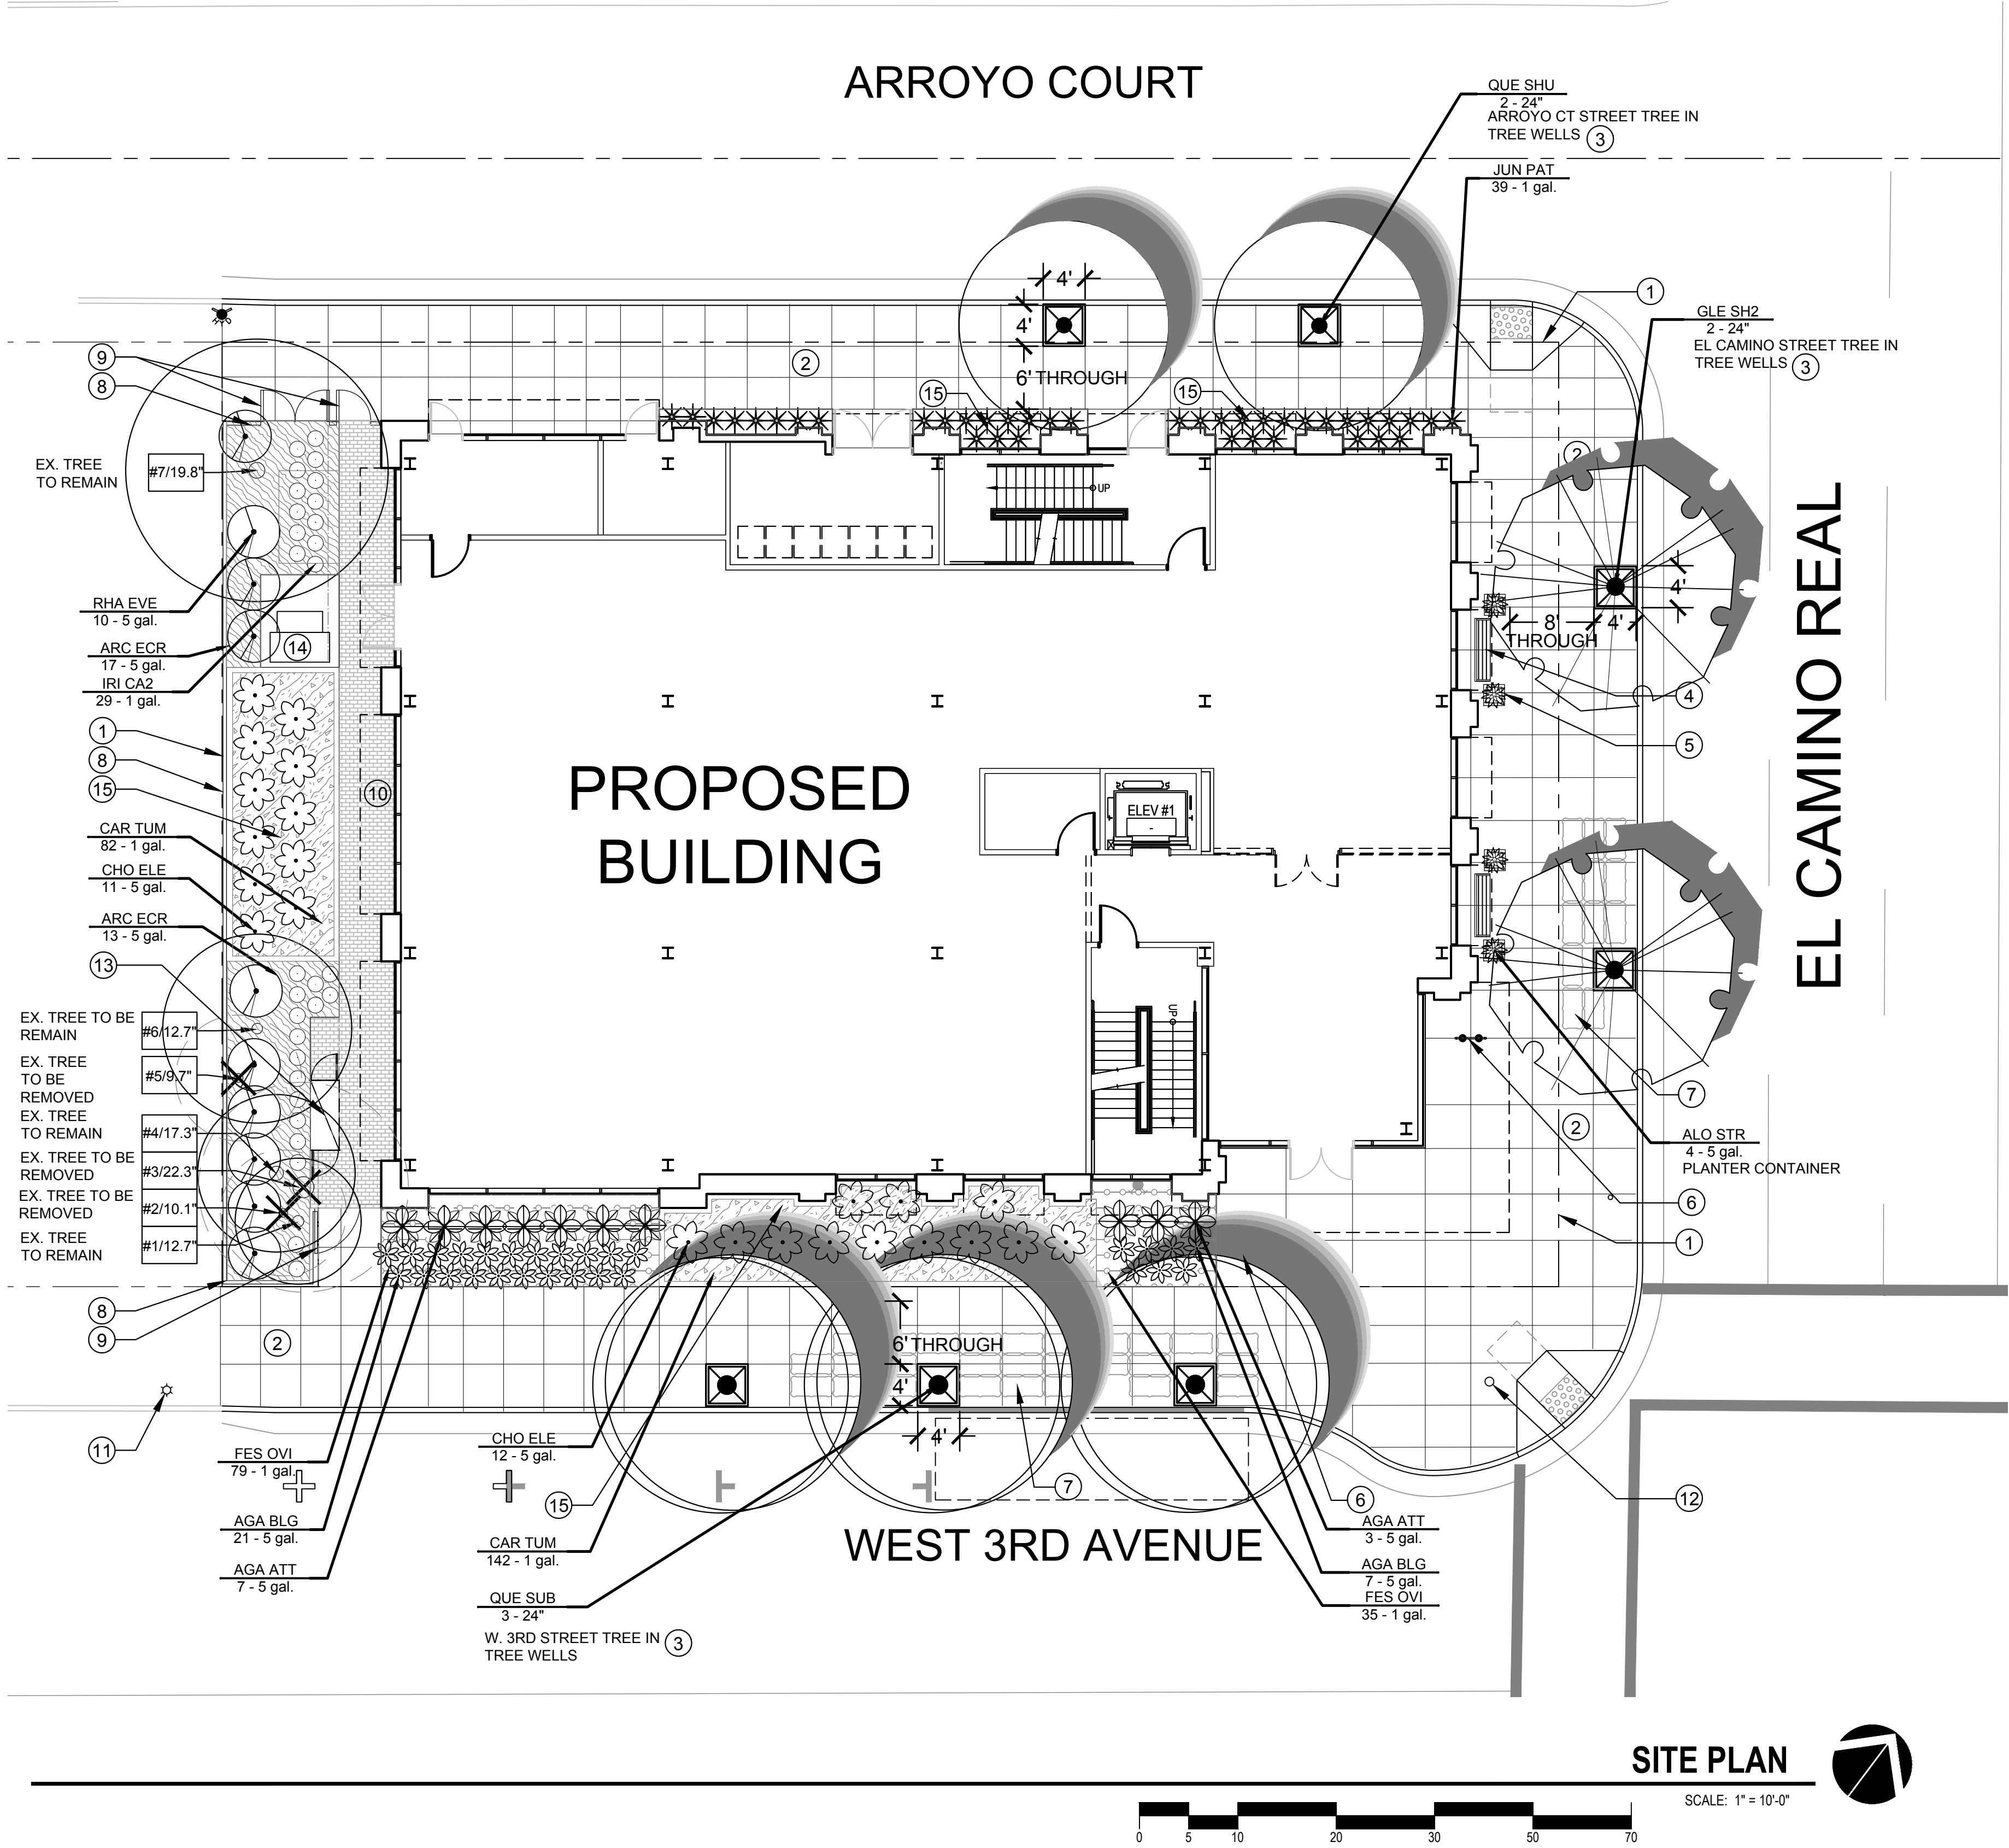 ARROYO COURT
QUE SHU
2 - 24"
ARROYO CT STREET TREE IN
TREE WELLS 3
JUN PAT
39 - 1 gal.
1
GLE SH2
2 - 24"
EL CAMINO STREET TREE IN
TREE WELLS 3
4'
4'
6' THROUGH
2
15
15
2
9
8
EX. TREE
TO REMAIN
#7/19.8"
UP
RHA EVE
10 - 5 gal.
ARC ECR
17 - 5 gal.
IRI CA2
29 - 1 gal.
14
4'
8'
4'
THROUGH
EL CAMINO REAL
4
5
1
8
15
10
PROPOSED
BUILDING
ELEV #1
-
CAR TUM
82 - 1 gal.
CHO ELE
11 - 5 gal.
ARC ECR
13 - 5 gal.
13
EX. TREE TO BE
REMAIN
#6/12.7"
EX. TREE
TO BE
REMOVED
#5/9.7"
EX. TREE
TO REMAIN
#4/17.3"
EX. TREE TO BE
REMOVED
#3/22.3"
EX. TREE TO BE
REMOVED
#2/10.1"
EX. TREE
TO REMAIN
#1/12.7"
UP
7
2
ALO STR
4 - 5 gal.
PLANTER CONTAINER
6
1
8
9
2
6' THROUGH
4'
4'
11
FES OVI
79 - 1 gal.
AGA BLG
21 - 5 gal.
AGA ATT
7 - 5 gal.
CHO ELE
12 - 5 gal.
15
CAR TUM
142 - 1 gal.
QUE SUB
3 - 24"
W. 3RD STREET TREE IN
TREE WELLS 3
7
6
12
WEST 3RD AVENUE
AGA ATT
3 - 5 gal.
AGA BLG
7 - 5 gal.
FES OVI
35 - 1 gal.
SITE PLAN
SCALE: 1" = 10'-0"
0 5 10 20 30 50 70